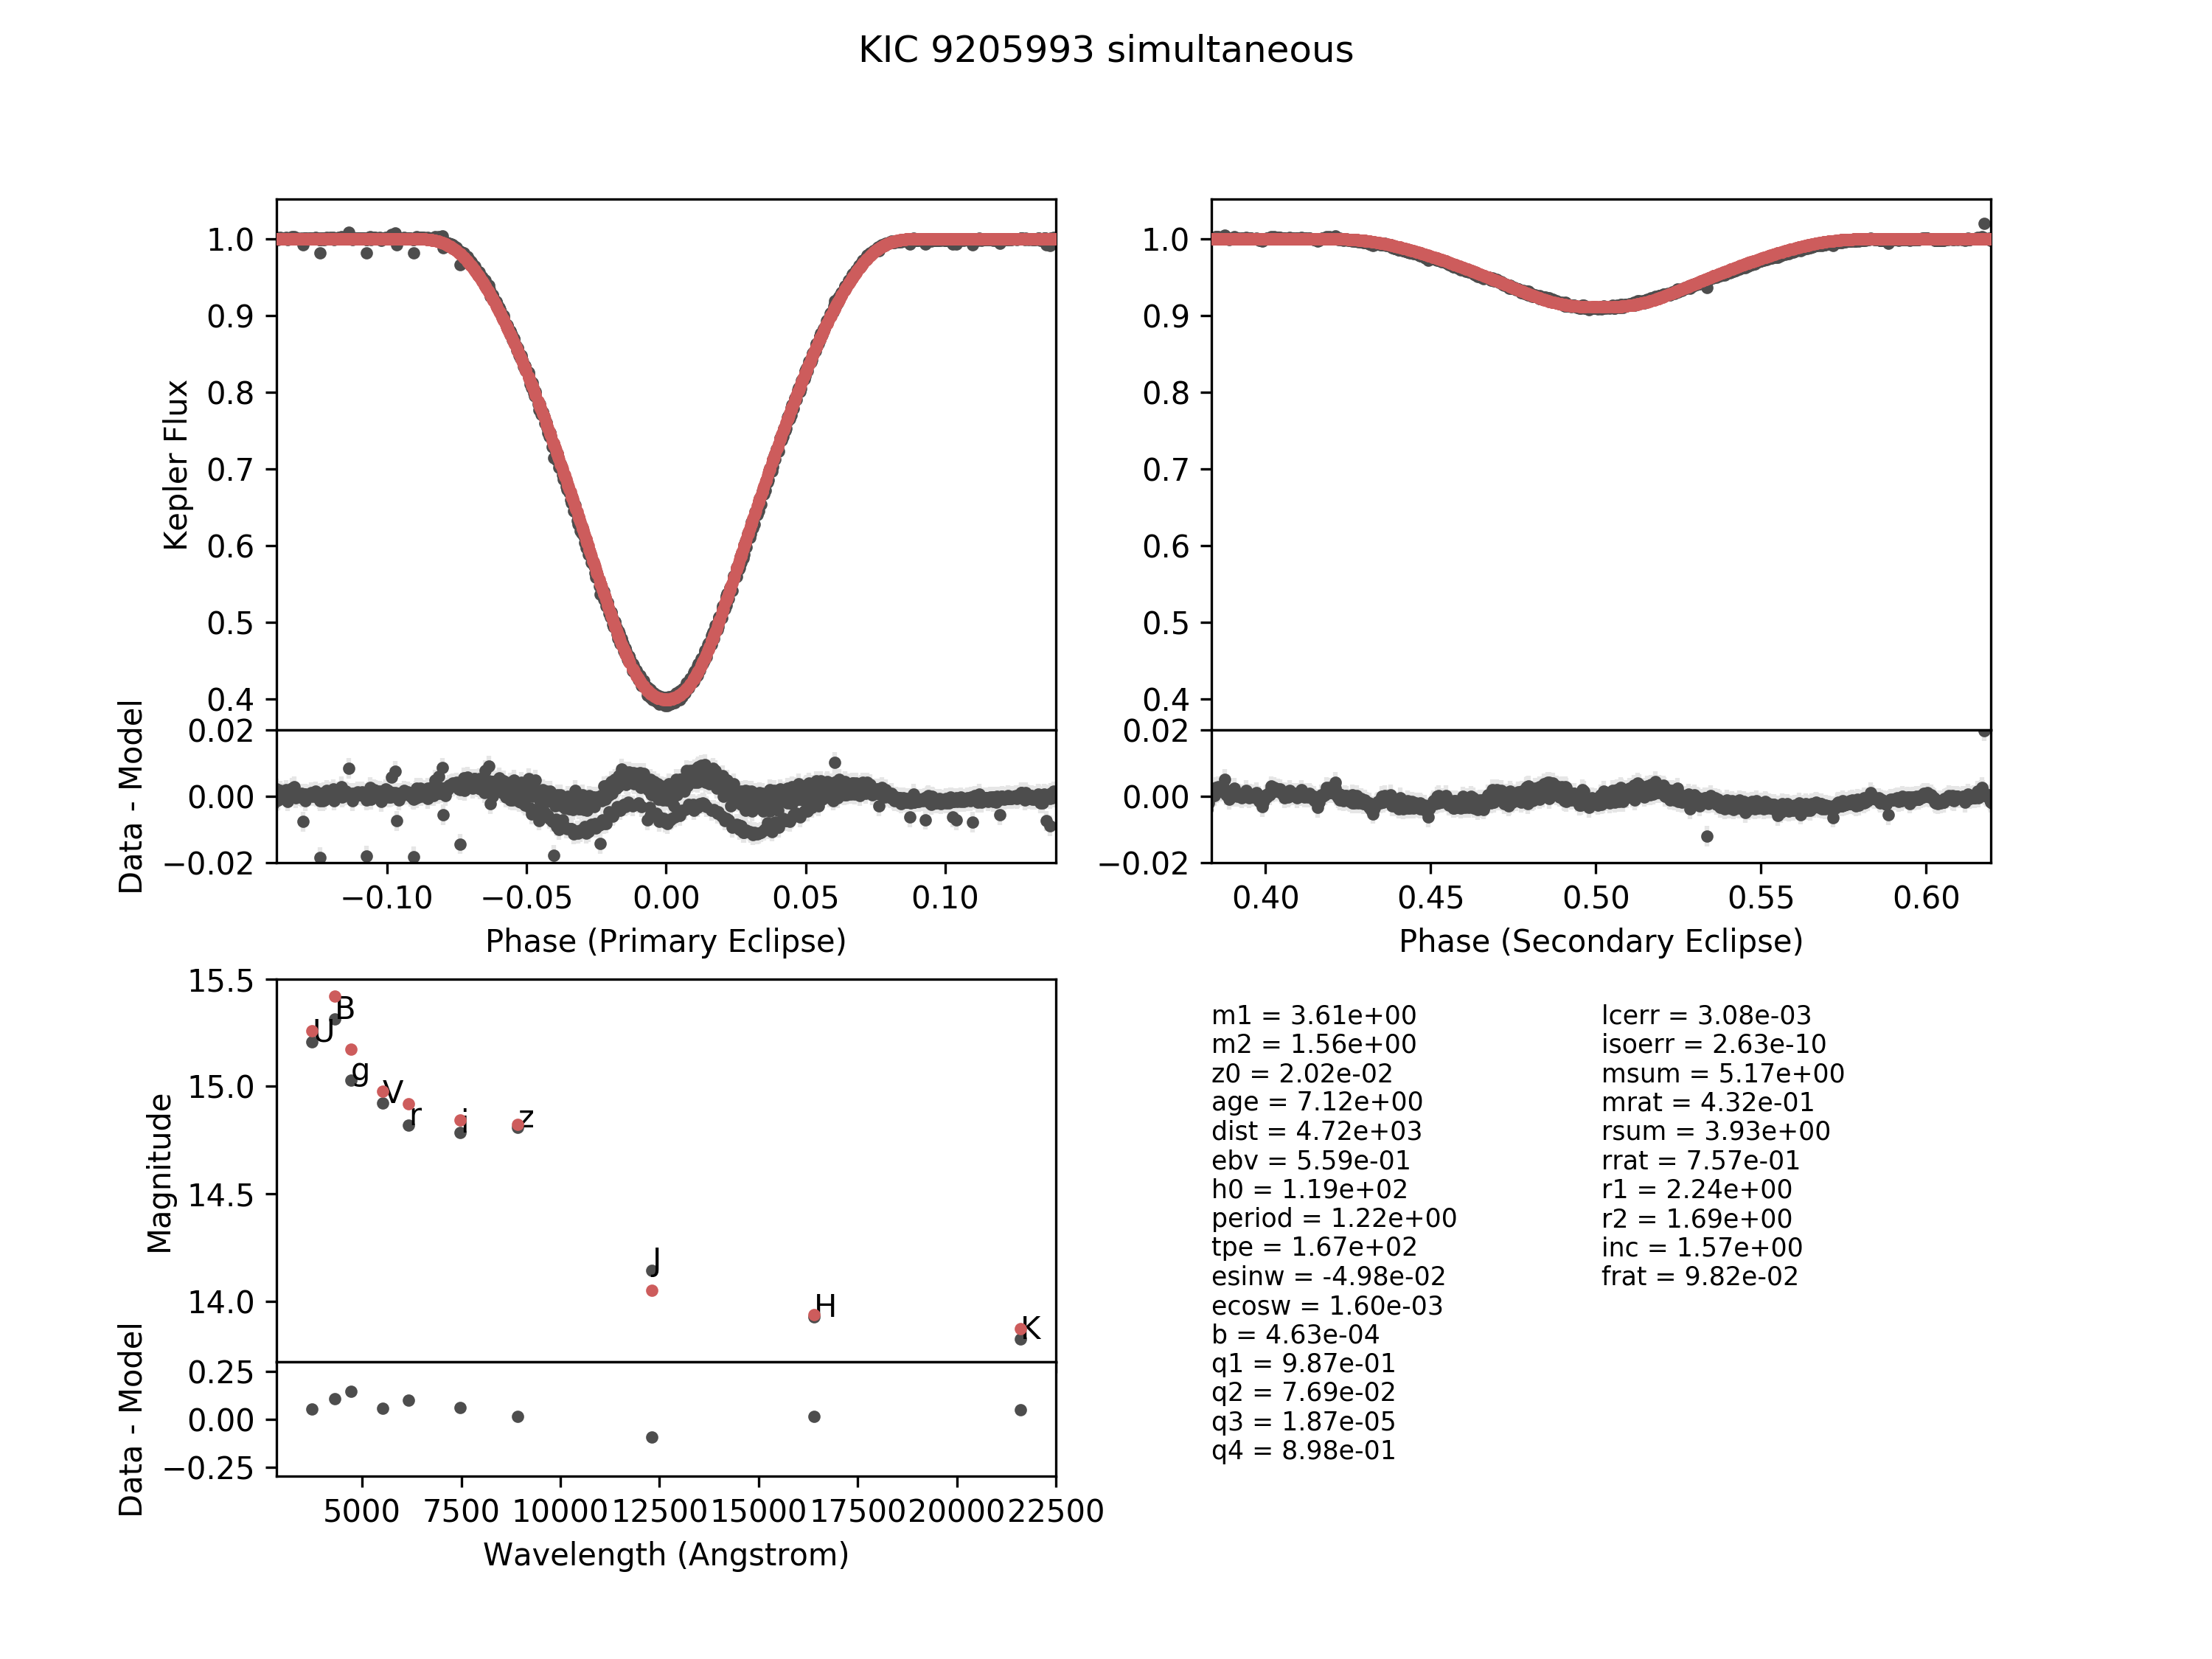 KIC 9205993 simultaneous
Kepler Flux
1.0
0.9
0.8
0.7
0.6
0.5
0.4
1.0
0.9
0.8
0.7
0.6
0.5
0.4
Data - Model
0.02
0.00
−0.02
0.02
0.00
−0.02
−0.10 −0.05 0.00 0.05 0.10
0.40 0.45 0.50 0.55 0.60
Phase (Primary Eclipse)
Phase (Secondary Eclipse)
Magnitude
15.5
15.0
14.5
14.0
U
B
g
V
r
i
z
J
H
K
Data - Model
0.25
0.00
−0.25
5000 7500 10000 12500 15000 17500 20000 22500
Wavelength (Angstrom)
m1 = 3.61e+00
m2 = 1.56e+00
z0 = 2.02e-02
age = 7.12e+00
dist = 4.72e+03
ebv = 5.59e-01
h0 = 1.19e+02
period = 1.22e+00
tpe = 1.67e+02
esinw = -4.98e-02
ecosw = 1.60e-03
b = 4.63e-04
q1 = 9.87e-01
q2 = 7.69e-02
q3 = 1.87e-05
q4 = 8.98e-01
lcerr = 3.08e-03
isoerr = 2.63e-10
msum = 5.17e+00
mrat = 4.32e-01
rsum = 3.93e+00
rrat = 7.57e-01
r1 = 2.24e+00
r2 = 1.69e+00
inc = 1.57e+00
frat = 9.82e-02